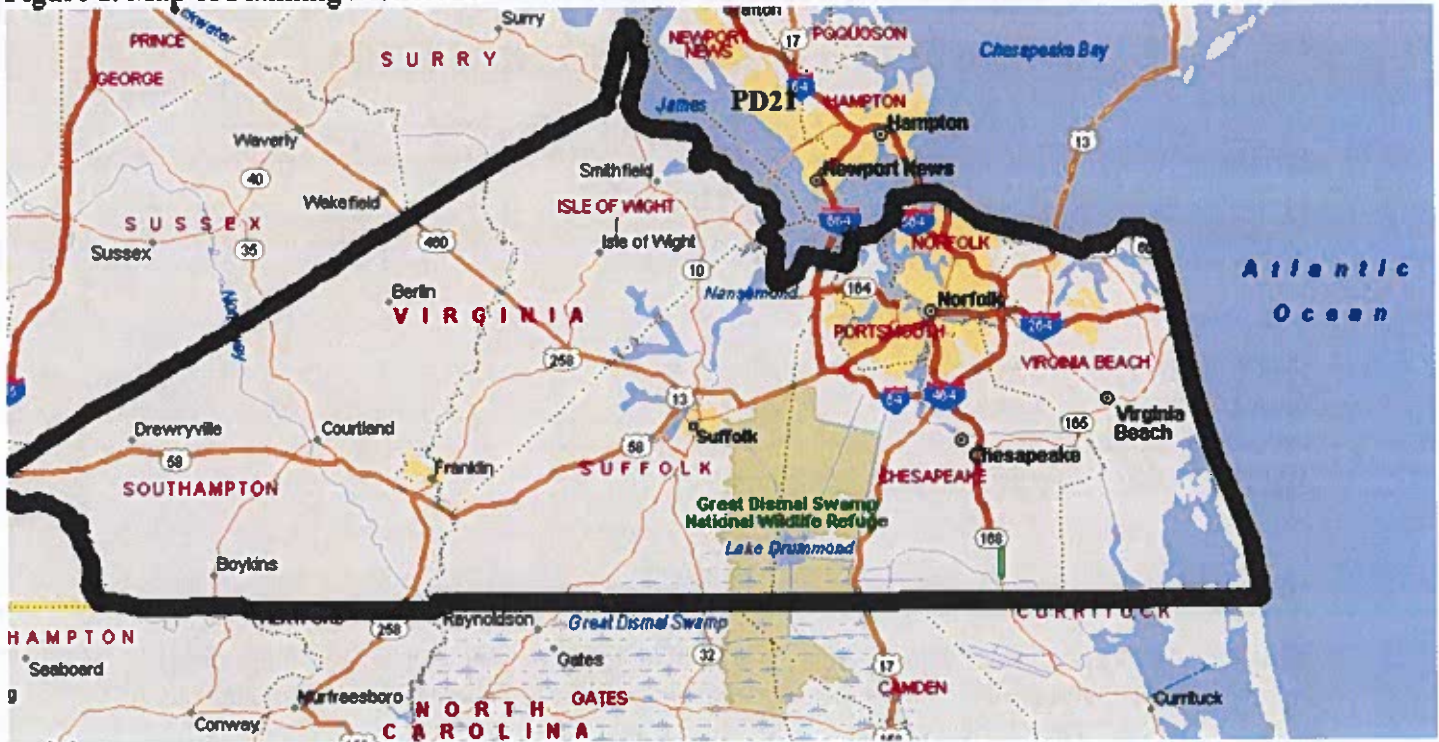 Surry
17
POQUOSON
PRINCE
NEWPORT
NEWS
Chesapeake Bay
SURRY
GEORGE
64
James
PD21
HAMPTON
Hampton
13
Waverly
Smithfield
Newport News
40
Wakefield
ISLE OF WIGHT
664
564
SUSSEX
Isle of Wight
NORFOLK
460
35
Sussex
10
Atlantic
Ocean
Berlin
Nansemond
164
Norfolk
VIRGINIA
PORTSMOUTH
264
258
VIRGINIA BEACH
13
64
464
Virginia
Beach
Drewryville
Courtland
165
58
Suffolk
58
Chesapeake
Franklin
SUFFOLK
SOUTHAMPTON
CHESAPEAKE
Great Dismal Swamp
National Wildlife Refuge
168
Lake Drummond
Boykins
CURRITUCK
Reynoldson
Great Dismal Swamp
258
HAMPTON
Seaboard
Gates
32
17
CAMDEN
Murfreesboro
GATES
Currituck
Conway
NORTH
CAROLINA